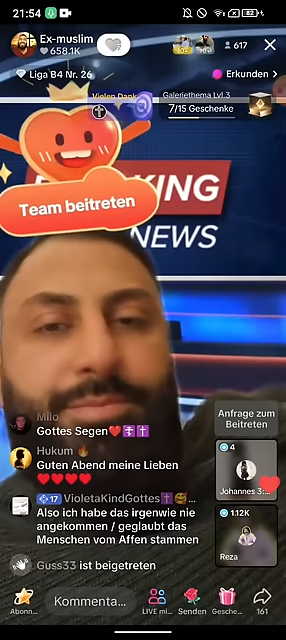 21:54
82
Ex-muslim
658.1K
617
Liga B4 Nr. 26
Erkunden >
Vielen Dank
Galeriethema Lvl.3
7/15 Geschenke
Team beitreten
KING
NEWS
Anfrage zum
Beitreten
Milo
Gottes Segen❤️☦️✝️
4
Johannes 3:...
Hukum 🔥
Guten Abend meine Lieben
❤️❤️❤️❤️
17 VioletaKindGottes✝️🥰...
Also ich habe das irgenwie nie
angekommen / geglaubt das
Menschen vom Affen stammen
112K
Reza
Guss33 ist beigetreten
Kommenta...
Abonn...
LIVE mi...
Senden
Gesche...
161